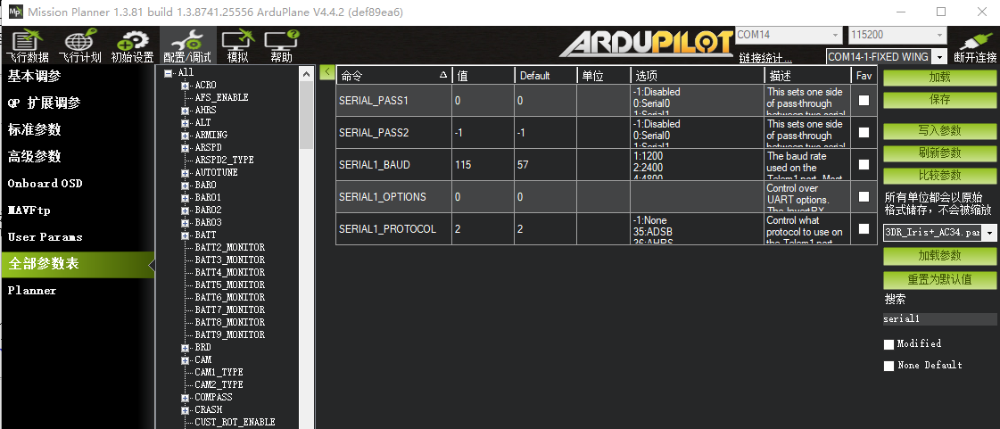 Mission Planner 1.3.81 build 1.3.8741.25556 ArduPlane V4.4.2 (def89ea6)
飞行数据 飞行计划 初始设置 配置/调试 模拟 帮助
ARDUPILOT
COM14 115200
链接统计... COM14-1-FIXED WING 断开连接
基本调参
QP 扩展调参
标准参数
高级参数
Onboard OSD
MAVFtp
User Params
全部参数表
Planner
All
ACRO
AFS_ENABLE
AHRS
ALT
ARMING
ARSPD
ARSPD2_TYPE
AUTOTUNE
BARO
BARO1
BARO2
BARO3
BATT
BATT2_MONITOR
BATT3_MONITOR
BATT4_MONITOR
BATT5_MONITOR
BATT6_MONITOR
BATT7_MONITOR
BATT8_MONITOR
BATT9_MONITOR
BRD
CAM
CAM1_TYPE
CAM2_TYPE
COMPASS
CRASH
CUST_ROT_ENABLE
<
命令 值 Default 单位 选项 描述 Fav
SERIAL_PASS1 0 0
-1:Disabled
0:Serial0
1:Serial1
This sets one side
of pass-through
between two serial
SERIAL_PASS2 -1 -1
-1:Disabled
0:Serial0
1:Serial1
This sets one side
of pass-through
between two serial
SERIAL1_BAUD 115 57
1:1200
2:2400
4:4800
The baud rate
used on the
Telem1 port. Most
SERIAL1_OPTIONS 0 0
Control over
UART options.
The InvertRX
SERIAL1_PROTOCOL 2 2
-1:None
35:ADSB
36:AHRS
Control what
protocol to use on
the Telem1 port
加载
保存
写入参数
刷新参数
比较参数
所有单位都会以原始
格式储存，不会被缩放
3DR_Iris+_AC34.par
加载参数
重置为默认值
搜索
serial1
Modified
None Default